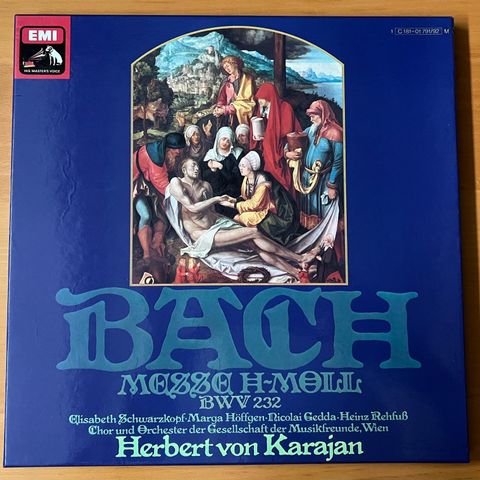 EMI
HIS MASTER'S VOICE
1 C 181-01 791/92 M
BACH
MESSE H-MOLL
BWV 232
Elisabeth Schwarzkopf·Marga Höffgen·Nicolai Gedda·Heinz Rehfuß
Chor und Orchester der Gesellschaft der Musikfreunde, Wien
Herbert von Karajan